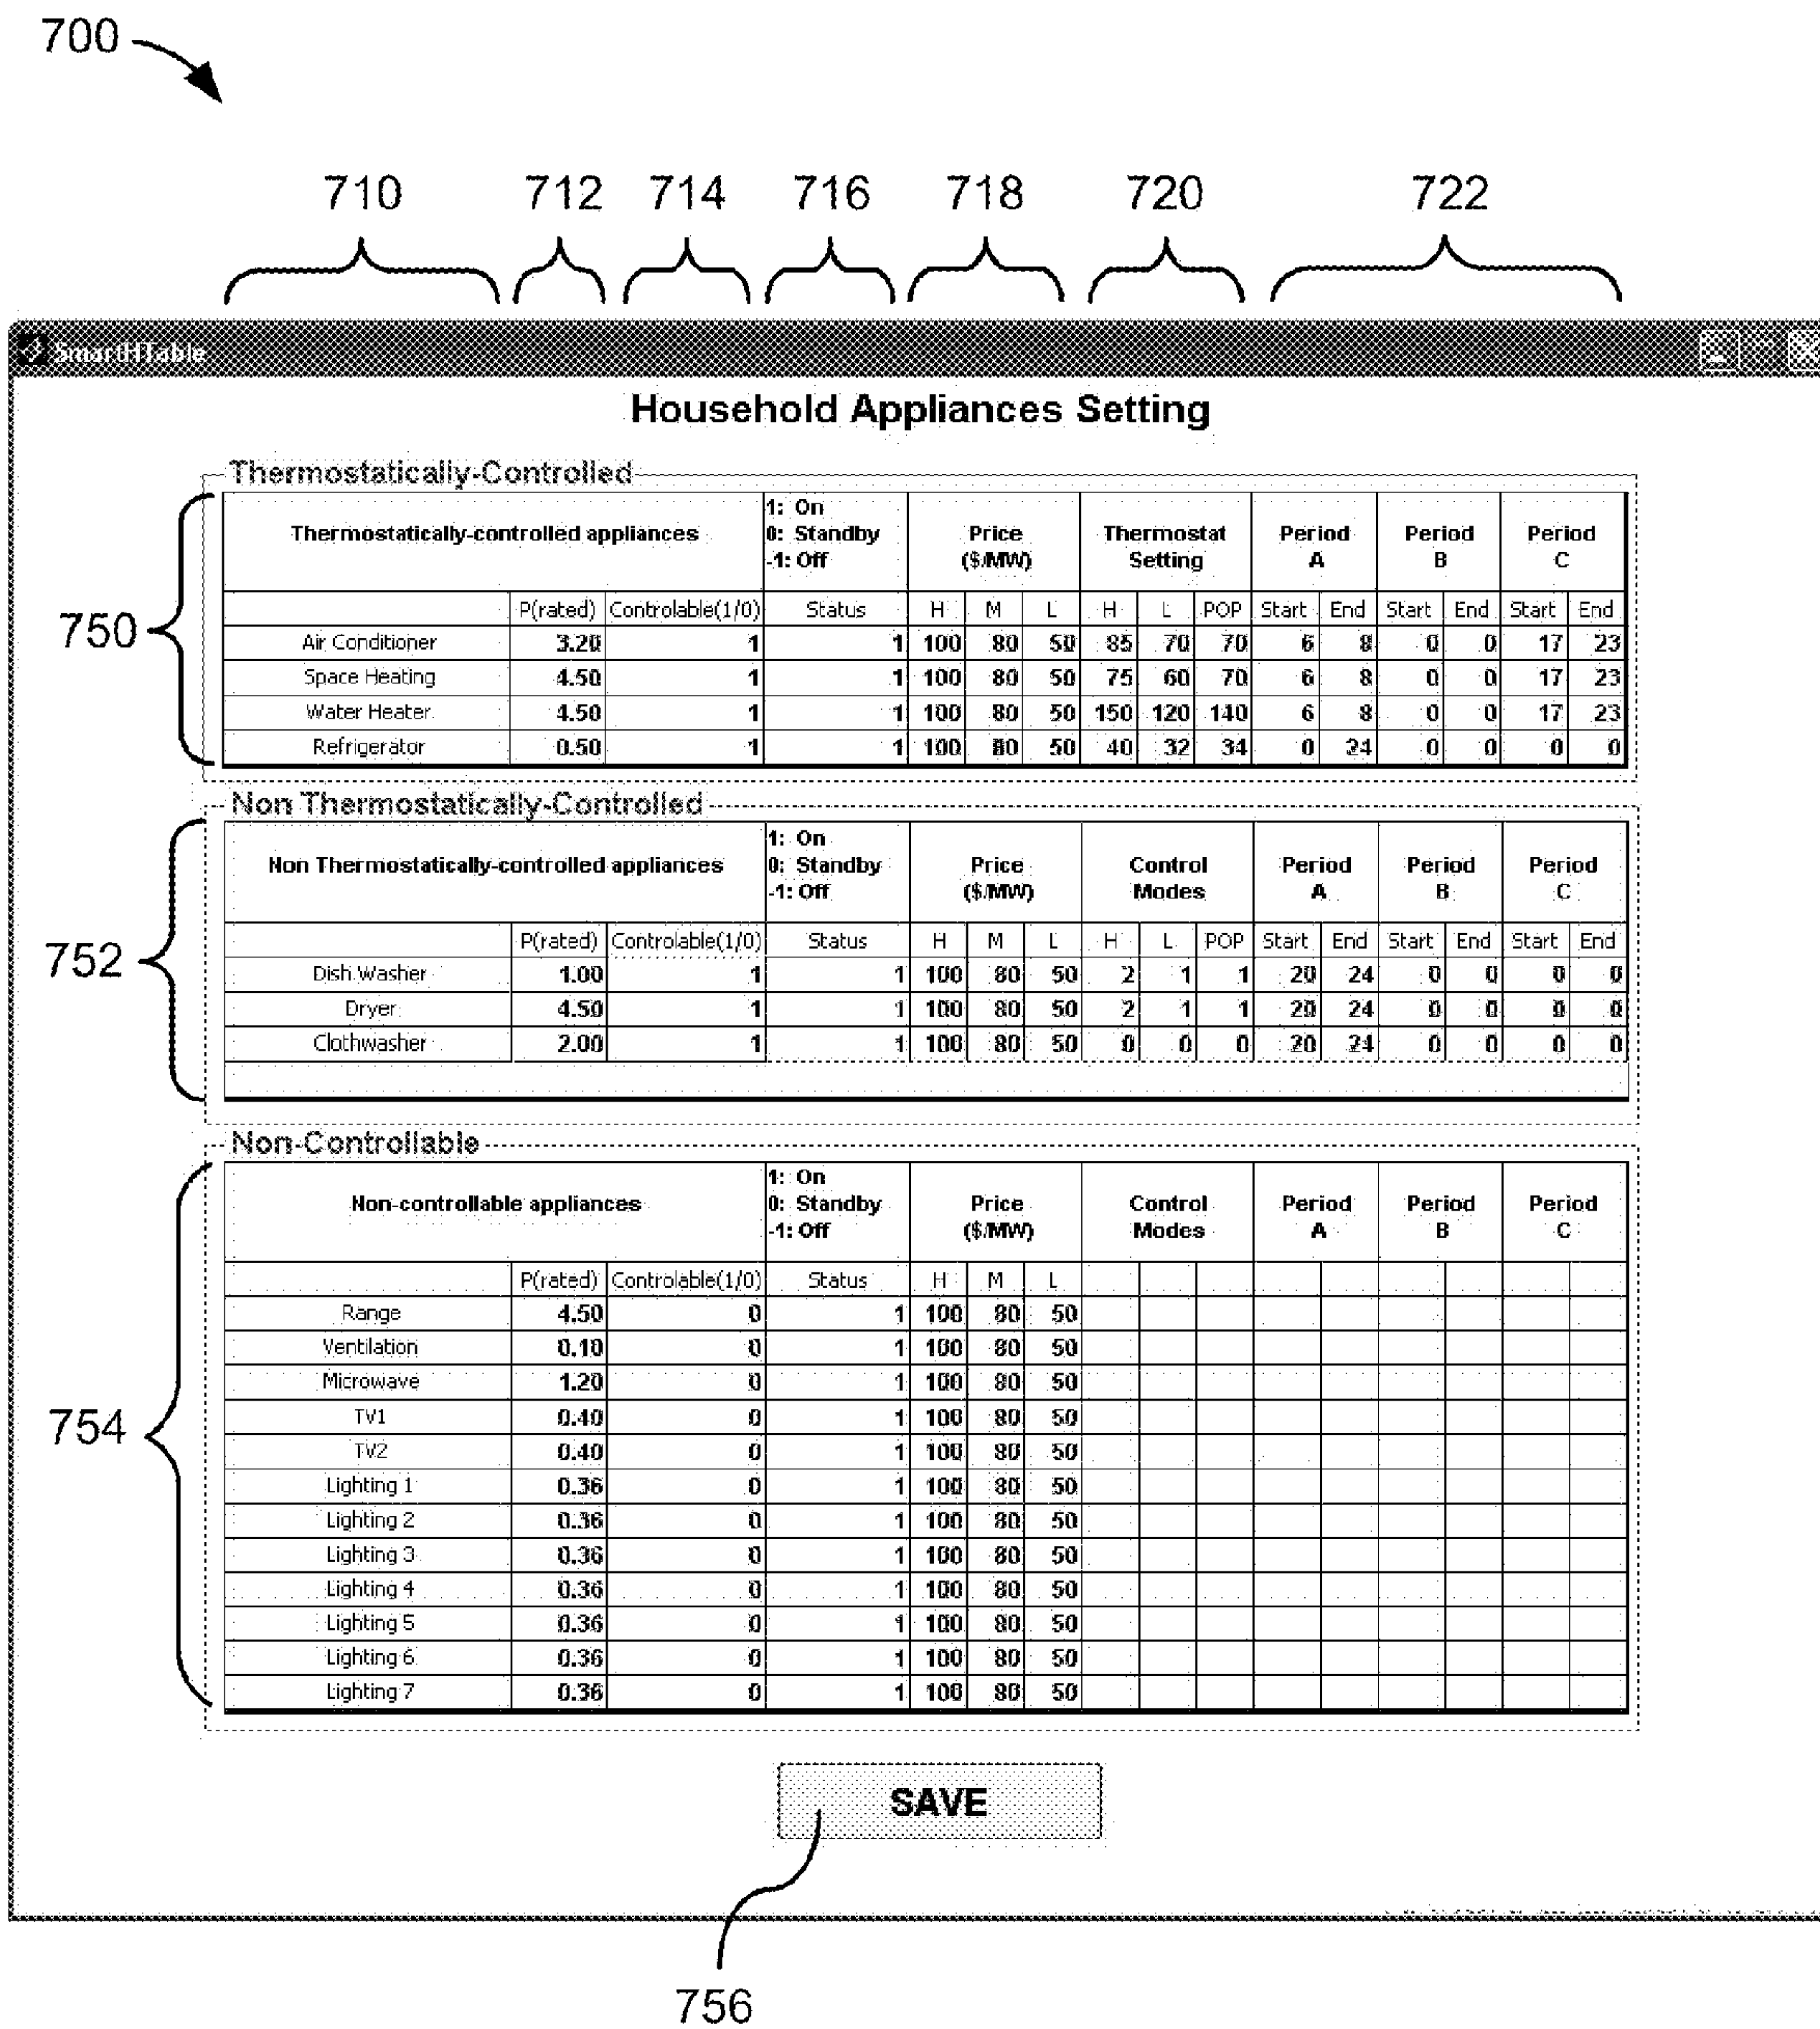 700
710 712 714 716 718 720 722
SmartHTable
Household Appliances Setting
Thermostatically-Controlled
Thermostatically-controlled appliances 1: On 0: Standby -1: Off Price ($/MW) Thermostat Setting Period A Period B Period C
750
P(rated) Controlable(1/0) Status H M L H L POP Start End Start End Start End
Air Conditioner 3.20 1 1 100 80 50 85 70 70 6 8 0 0 17 23
Space Heating 4.50 1 1 100 80 50 75 60 70 6 8 0 0 17 23
Water Heater 4.50 1 1 100 80 50 150 120 140 6 8 0 0 17 23
Refrigerator 0.50 1 1 100 80 50 40 32 34 0 24 0 0 0 0
Non Thermostatically-Controlled
Non Thermostatically-controlled appliances 1: On 0: Standby -1: Off Price ($/MW) Control Modes Period A Period B Period C
752
P(rated) Controlable(1/0) Status H M L H L POP Start End Start End Start End
Dish Washer 1.00 1 1 100 80 50 2 1 1 20 24 0 0 0 0
Dryer 4.50 1 1 100 80 50 2 1 1 20 24 0 0 0 0
Clothwasher 2.00 1 1 100 80 50 0 0 0 20 24 0 0 0 0
Non-Controllable
Non-controllable appliances 1: On 0: Standby -1: Off Price ($/MW) Control Modes Period A Period B Period C
754
P(rated) Controlable(1/0) Status H M L
Range 4.50 0 1 100 80 50
Ventilation 0.10 0 1 100 80 50
Microwave 1.20 0 1 100 80 50
TV1 0.40 0 1 100 80 50
TV2 0.40 0 1 100 80 50
Lighting 1 0.36 0 1 100 80 50
Lighting 2 0.36 0 1 100 80 50
Lighting 3 0.36 0 1 100 80 50
Lighting 4 0.36 0 1 100 80 50
Lighting 5 0.36 0 1 100 80 50
Lighting 6 0.36 0 1 100 80 50
Lighting 7 0.36 0 1 100 80 50
SAVE
756